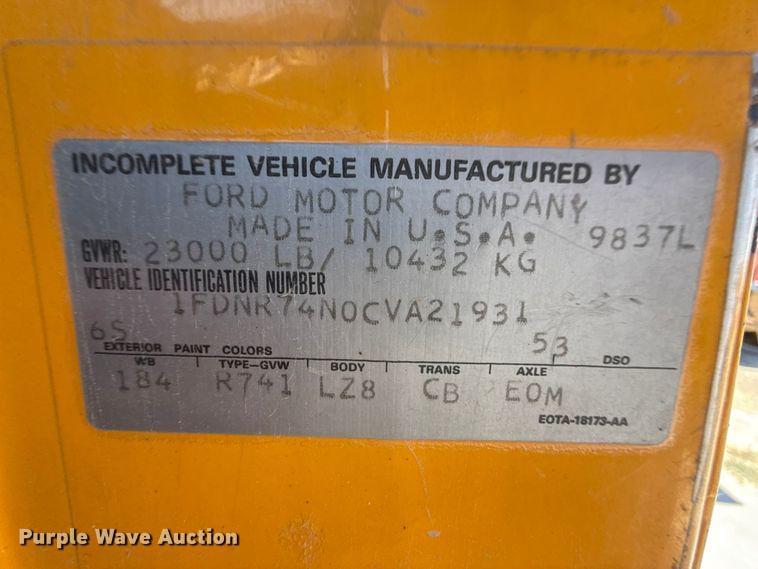 INCOMPLETE VEHICLE MANUFACTURED BY
FORD MOTOR COMPANY
MADE IN U.S.A. 9837L
GVWR: 23000 LB/ 10432 KG
VEHICLE IDENTIFICATION NUMBER
1FDNR74N0CVA21931
6S 53
EXTERIOR PAINT COLORS DSO
WB TYPE-GVW BODY TRANS AXLE
184 R741 LZ8 CB EOM
EOTA-18173-AA
Purple Wave Auction